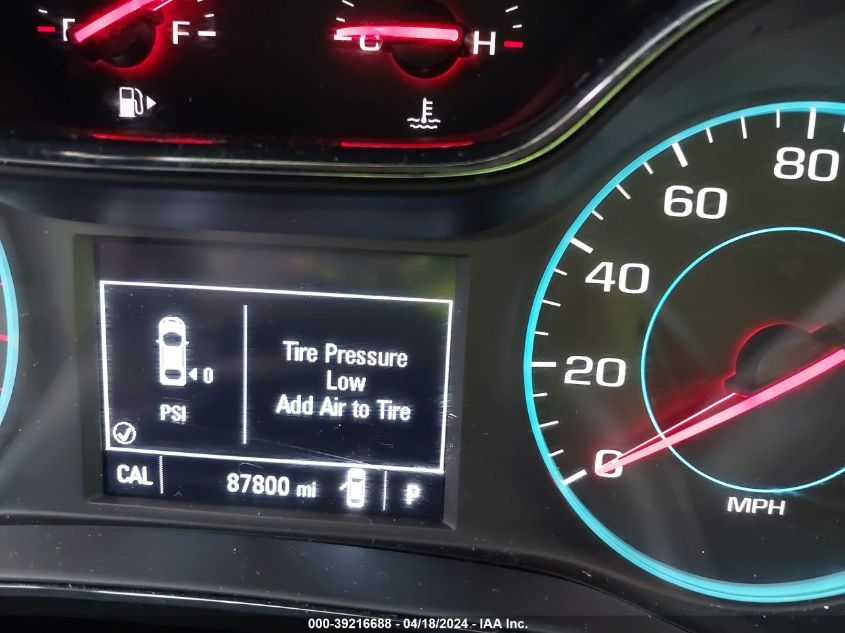 F
C
H
80
60
40
20
0
MPH
Tire Pressure
Low
Add Air to Tire
0
PSI
CAL
87800 mi
P
000-39216688 - 04/18/2024 - IAA Inc.